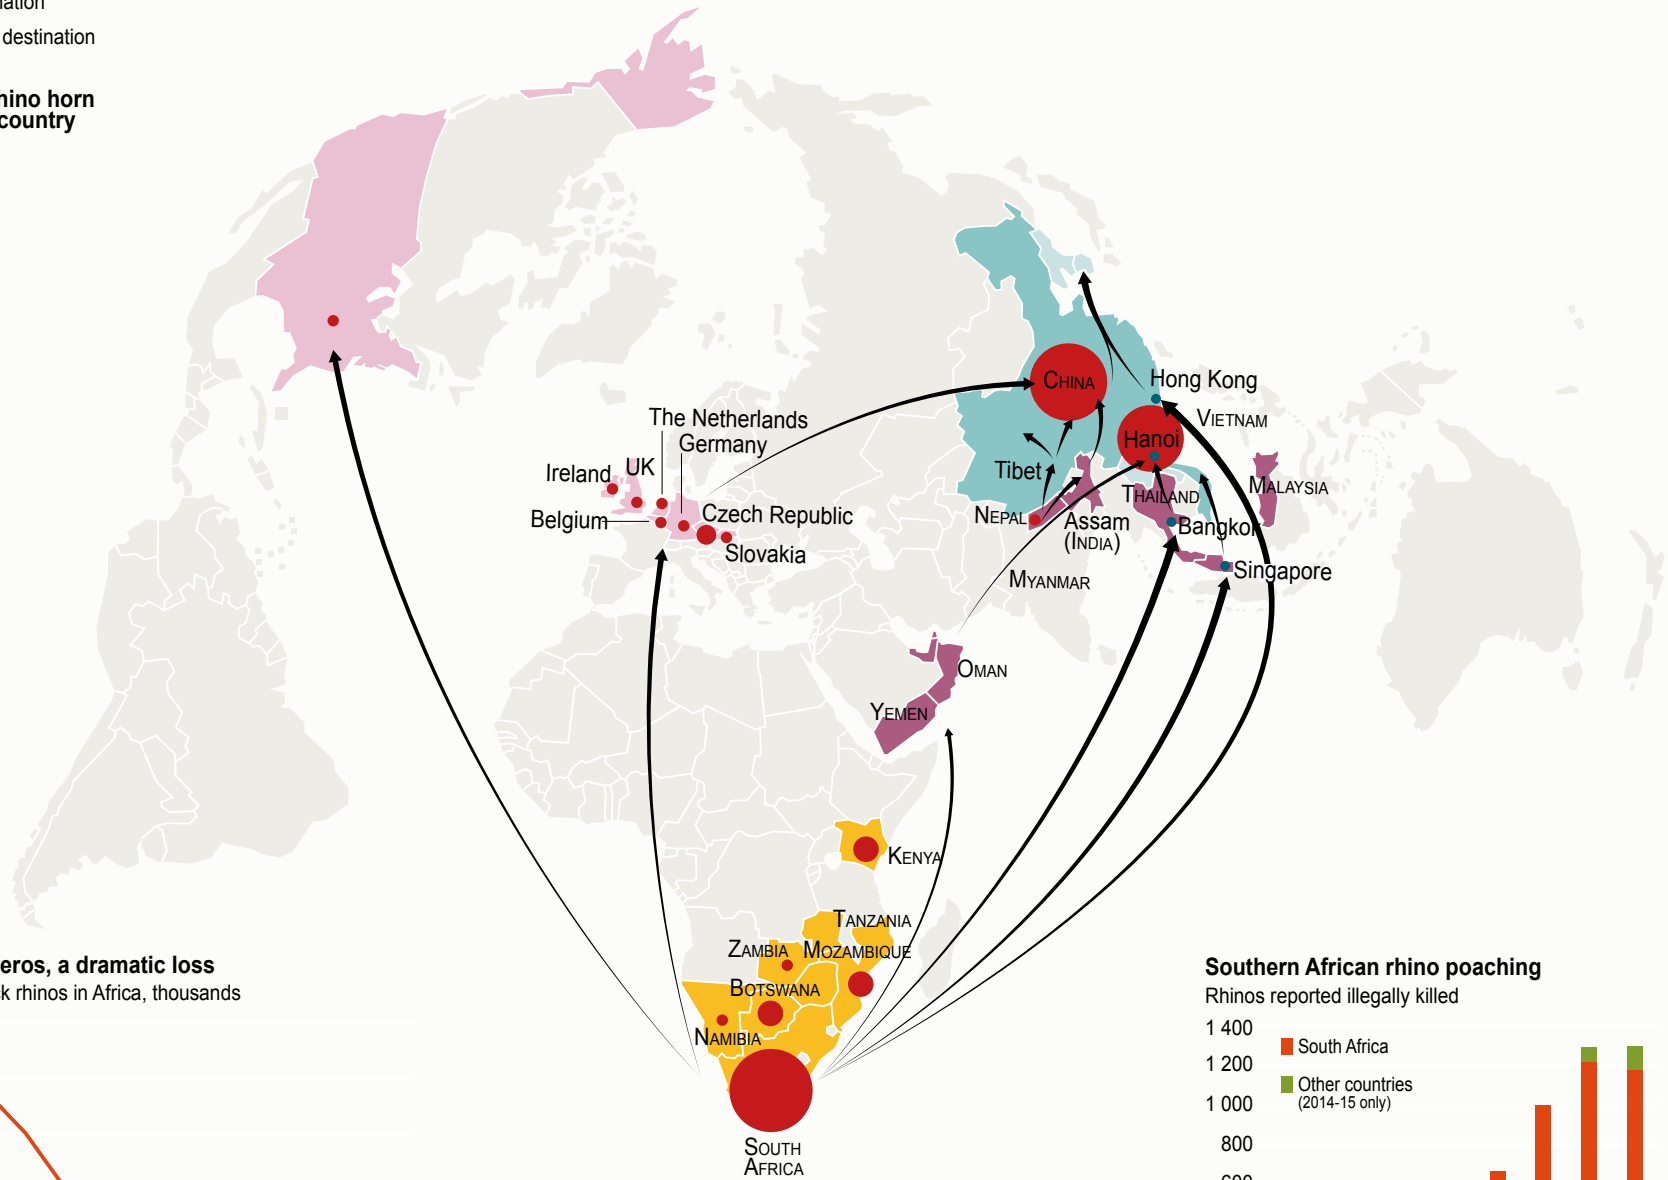 destination
CHINA
Hong Kong
VIETNAM
Hanoi
The Netherlands
Germany
Ireland
UK
Tibet
THAILAND
MALAYSIA
Belgium
Czech Republic
NEPAL
Assam
(INDIA)
Bangkok
Slovakia
Singapore
MYANMAR
OMAN
YEMEN
KENYA
TANZANIA
ZAMBIA
MOZAMBIQUE
BOTSWANA
NAMIBIA
SOUTH
AFRICA
horn
country
a dramatic loss
rhinos in Africa, thousands
Southern African rhino poaching
Rhinos reported illegally killed
1 400
South Africa
1 200
Other countries
(2014-15 only)
1 000
800